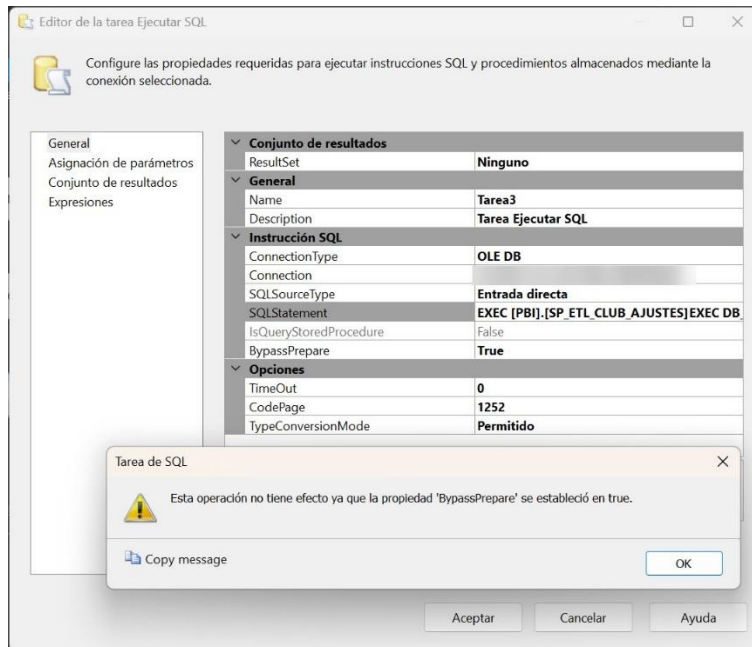 Editor de la tarea Ejecutar SQL
Configure las propiedades requeridas para ejecutar instrucciones SQL y procedimientos almacenados mediante la
conexión seleccionada.
General
Asignación de parámetros
Conjunto de resultados
Expresiones
Conjunto de resultados
ResultSet Ninguno
General
Name Tarea3
Description Tarea Ejecutar SQL
Instrucción SQL
ConnectionType OLE DB
Connection
SQLSourceType Entrada directa
SQLStatement EXEC [PBI].[SP_ETL_CLUB_AJUSTES]EXEC DB_
IsQueryStoredProcedure False
BypassPrepare True
Opciones
TimeOut 0
CodePage 1252
TypeConversionMode Permitido
Tarea de SQL
Esta operación no tiene efecto ya que la propiedad 'BypassPrepare' se estableció en true.
Copy message
OK
Aceptar Cancelar Ayuda